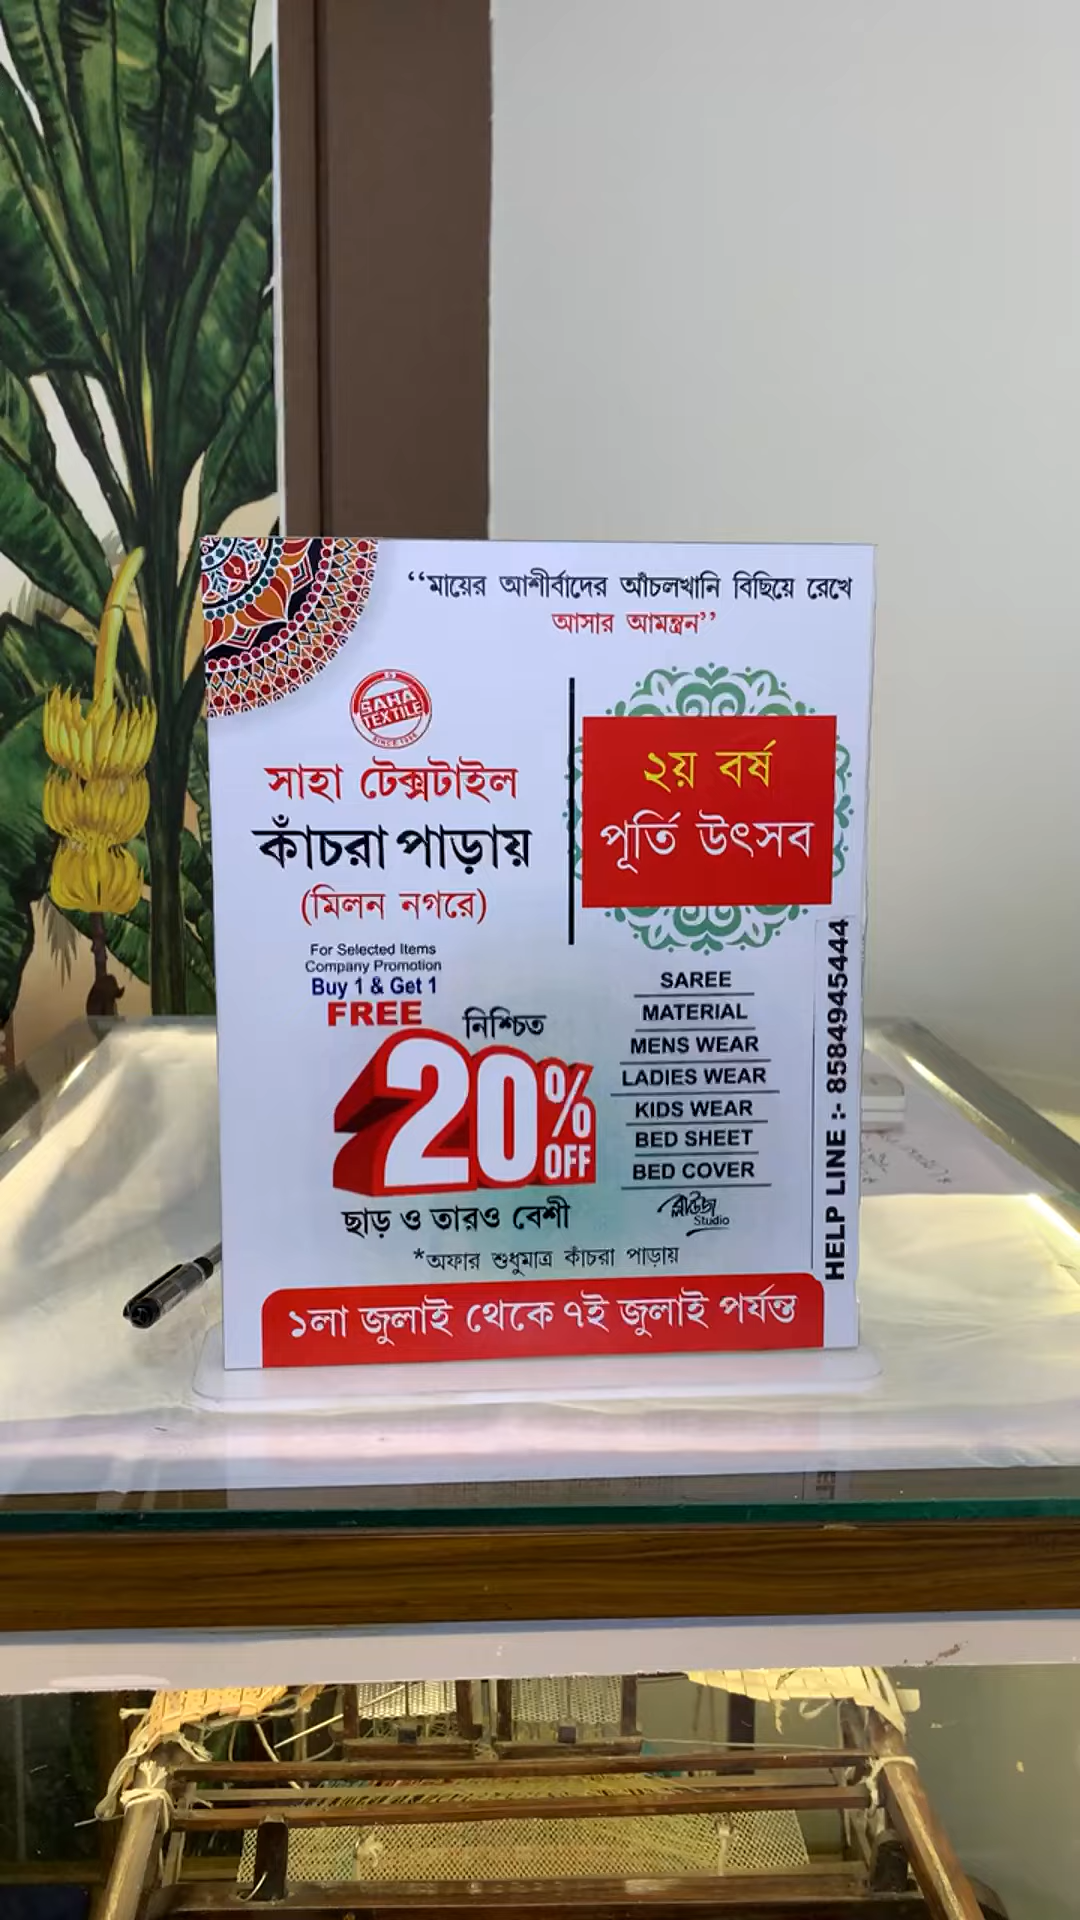 “মায়ের আশীর্বাদের আঁচলখানি বিছিয়ে রেখে
আসার আমন্ত্রন”
SAHA
TEXTILE
সাহা টেক্সটাইল
কাঁচরা পাড়ায়
(মিলন নগরে)
২য় বর্ষ
পূর্তি উৎসব
For Selected Items
Company Promotion
Buy 1 & Get 1
FREE
নিশ্চিত
20% OFF
ছাড় ও তারও বেশী
SAREE
MATERIAL
MENS WEAR
LADIES WEAR
KIDS WEAR
BED SHEET
BED COVER
ব্লাউজ
Studio
HELP LINE :- 8584945444
*অফার শুধুমাত্র কাঁচরা পাড়ায়
১লা জুলাই থেকে ৭ই জুলাই পর্যন্ত